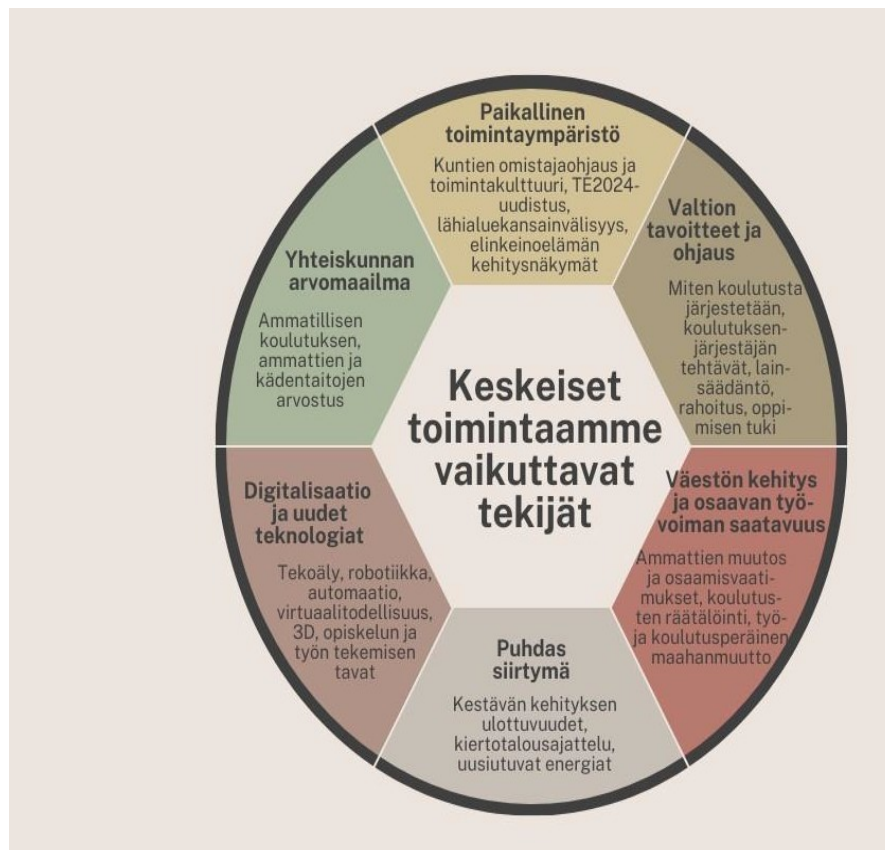 Paikallinen
toimintaympäristö
Kuntien omistajaohjaus ja
toimintakulttuuri, TE2024-
uudistus,
lähialuekansainvälisyys,
elinkeinoelämän
kehitysnäkymät
Valtion
tavoitteet ja
ohjaus
Miten koulutusta
järjestetään,
koulutuksen-
järjestäjän
tehtävät, lain-
säädäntö,
rahoitus, oppi-
misen tuki
Väestön kehitys
ja osaavan työ-
voiman saatavuus
Ammattien muutos
ja osaamisvaati-
mukset, koulutus-
ten räätälöinti, työ-
ja koulutusperäinen
maahanmuutto
Puhdas
siirtymä
Kestävän kehityksen
ulottuvuudet,
kiertotalousajattelu,
uusiutuvat energiat
Digitalisaatio
ja uudet
teknologiat
Tekoäly, robotiikka,
automaatio,
virtuaalitodellisuus,
3D, opiskelun ja
työn tekemisen
tavat
Yhteiskunnan
arvomaailma
Ammatillisen
koulutuksen,
ammattien ja
kädentaitojen
arvostus
Keskeiset
toimintaamme
vaikuttavat
tekijät